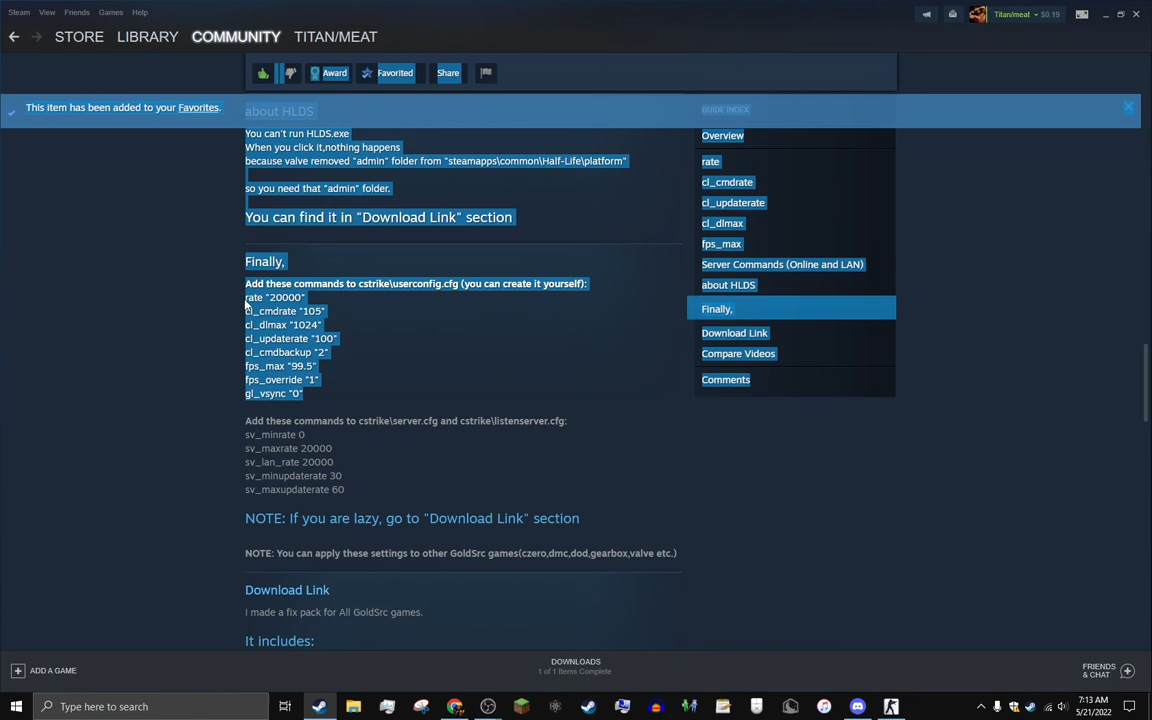 Steam View Friends Games Help
Titan/meat $0.19
STORE LIBRARY COMMUNITY TITAN/MEAT
Award Favorited Share
This item has been added to your Favorites.
about HLDS
You can't run HLDS.exe
When you click it,nothing happens
because valve removed "admin" folder from "steamapps\common\Half-Life\platform"
so you need that "admin" folder.
You can find it in "Download Link" section
Finally,
Add these commands to cstrike\userconfig.cfg (you can create it yourself):
rate "20000"
cl_cmdrate "105"
cl_dlmax "1024"
cl_updaterate "100"
cl_cmdbackup "2"
fps_max "99.5"
fps_override "1"
gl_vsync "0"
Add these commands to cstrike\server.cfg and cstrike\listenserver.cfg:
sv_minrate 0
sv_maxrate 20000
sv_lan_rate 20000
sv_minupdaterate 30
sv_maxupdaterate 60
NOTE: If you are lazy, go to "Download Link" section
NOTE: You can apply these settings to other GoldSrc games(czero,dmc,dod,gearbox,valve etc.)
Download Link
I made a fix pack for All GoldSrc games.
It includes:
GUIDE INDEX
Overview
rate
cl_cmdrate
cl_updaterate
cl_dlmax
fps_max
Server Commands (Online and LAN)
about HLDS
Finally,
Download Link
Compare Videos
Comments
ADD A GAME
DOWNLOADS
1 of 1 Items Complete
FRIENDS
& CHAT
Type here to search
7:13 AM
5/21/2022